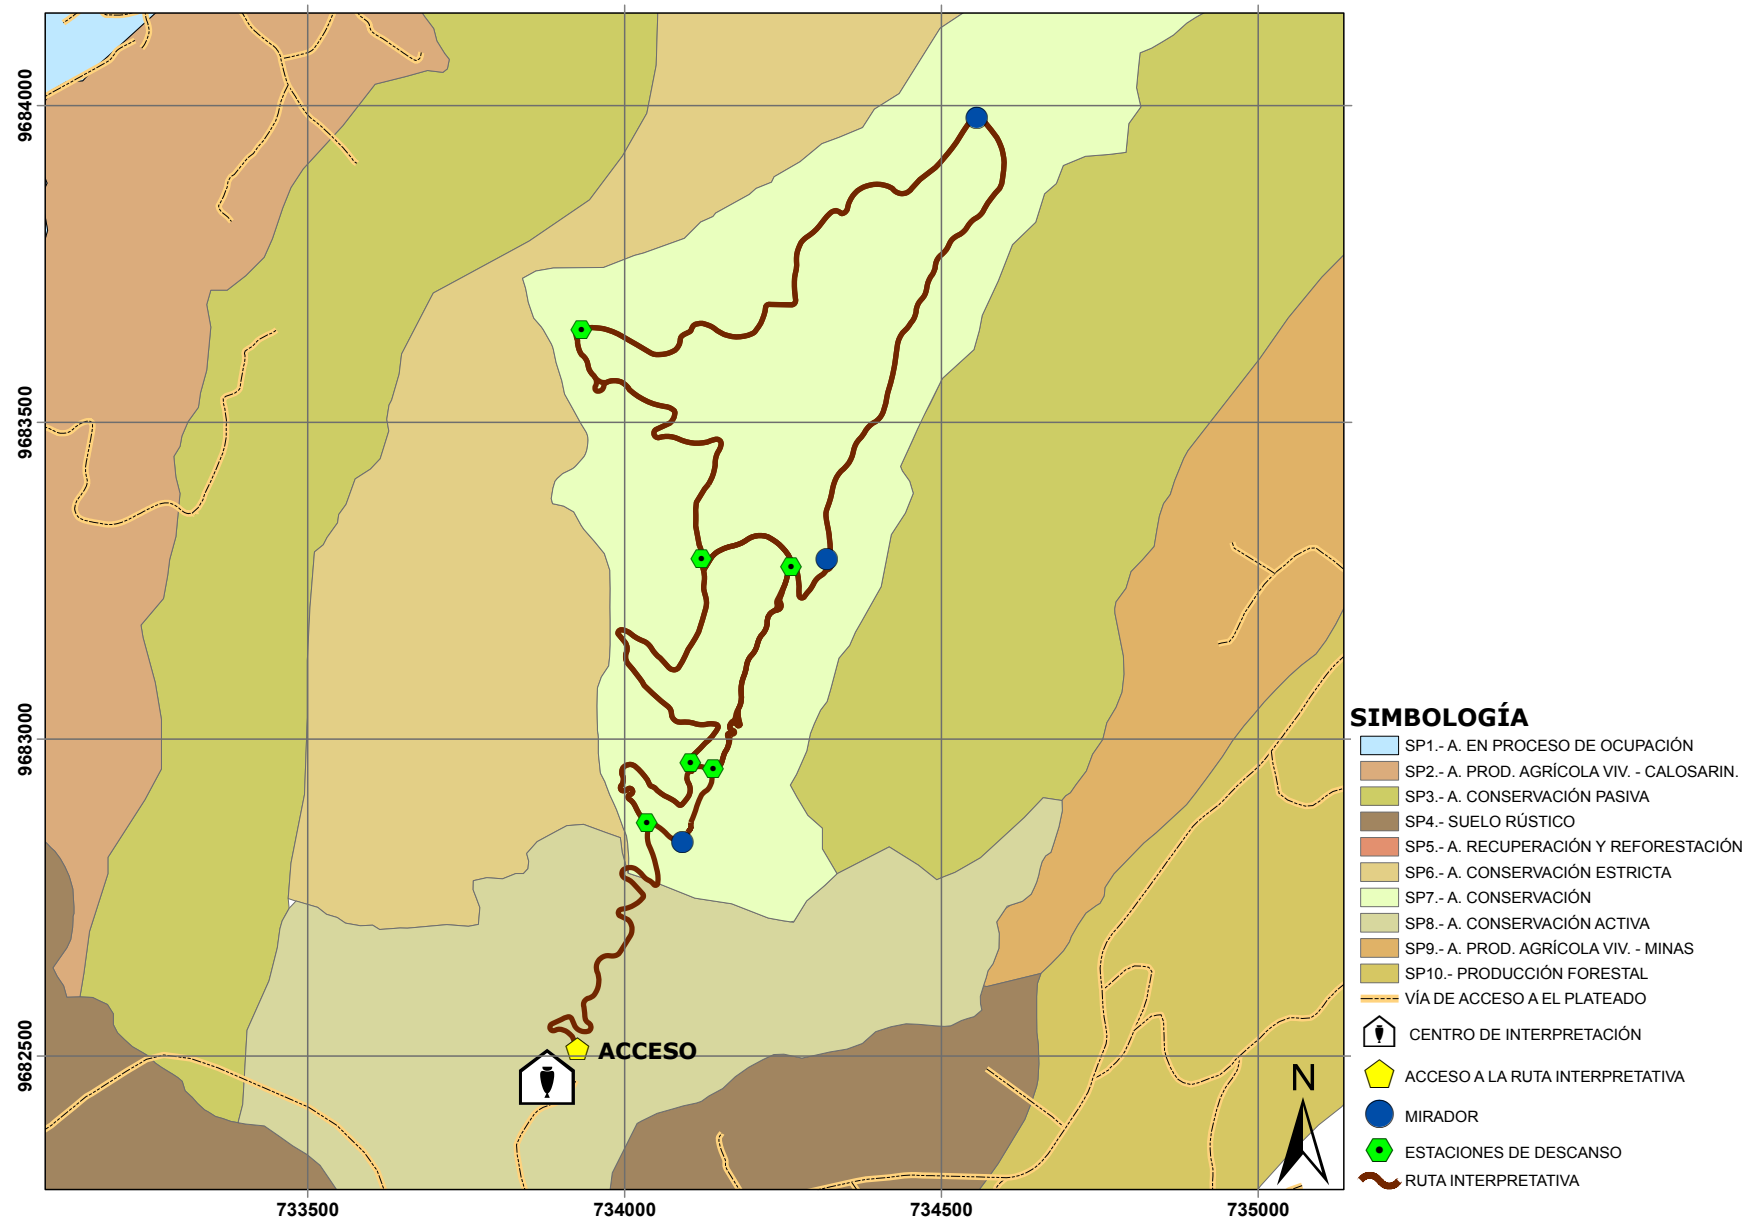 9684000
9683500
9683000
9682500
ACCESO
N
733500
734000
734500
735000
SIMBOLOGÍA
SP1.- A. EN PROCESO DE OCUPACIÓN
SP2.- A. PROD. AGRÍCOLA VIV. - CALOSARIN.
SP3.- A. CONSERVACIÓN PASIVA
SP4.- SUELO RÚSTICO
SP5.- A. RECUPERACIÓN Y REFORESTACIÓN
SP6.- A. CONSERVACIÓN ESTRICTA
SP7.- A. CONSERVACIÓN
SP8.- A. CONSERVACIÓN ACTIVA
SP9.- A. PROD. AGRÍCOLA VIV. - MINAS
SP10.- PRODUCCIÓN FORESTAL
VÍA DE ACCESO A EL PLATEADO
CENTRO DE INTERPRETACIÓN
ACCESO A LA RUTA INTERPRETATIVA
MIRADOR
ESTACIONES DE DESCANSO
RUTA INTERPRETATIVA